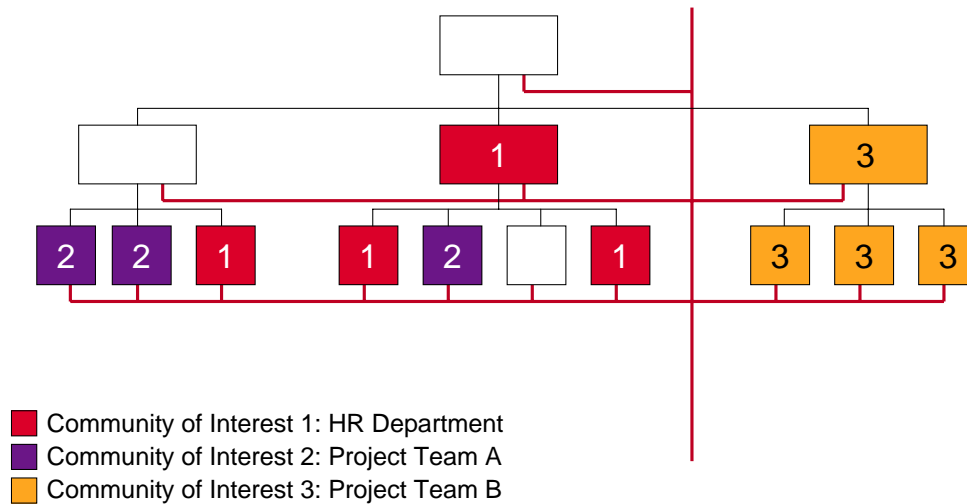 1 3
2 2 1 1 2 1 3 3 3
Community of Interest 1: HR Department
Community of Interest 2: Project Team A
Community of Interest 3: Project Team B